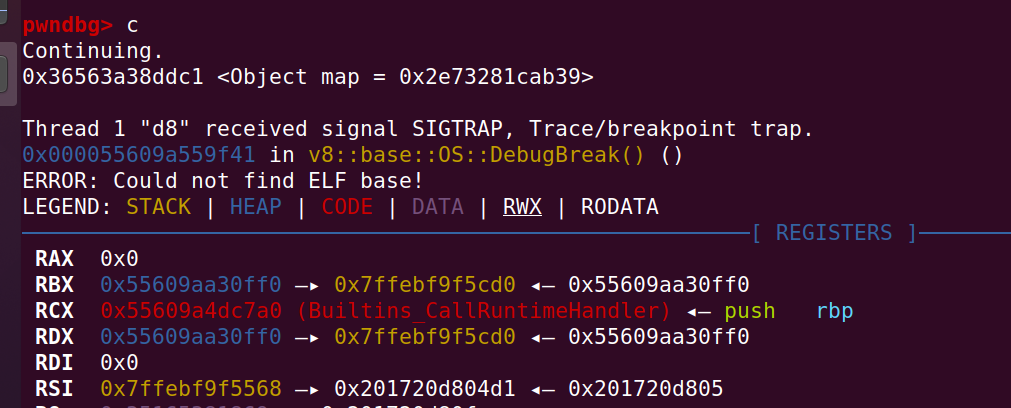 pwndbg> c
Continuing.
0x36563a38ddc1 <Object map = 0x2e73281cab39>
Thread 1 "d8" received signal SIGTRAP, Trace/breakpoint trap.
0x000055609a559f41 in v8::base::OS::DebugBreak() ()
ERROR: Could not find ELF base!
LEGEND: STACK | HEAP | CODE | DATA | RWX | RODATA
[ REGISTERS ]
RAX 0x0
RBX 0x55609aa30ff0 —▸ 0x7ffebf9f5cd0 ◂— 0x55609aa30ff0
RCX 0x55609a4dc7a0 (Builtins_CallRuntimeHandler) ◂— push rbp
RDX 0x55609aa30ff0 —▸ 0x7ffebf9f5cd0 ◂— 0x55609aa30ff0
RDI 0x0
RSI 0x7ffebf9f5568 —▸ 0x201720d804d1 ◂— 0x201720d805